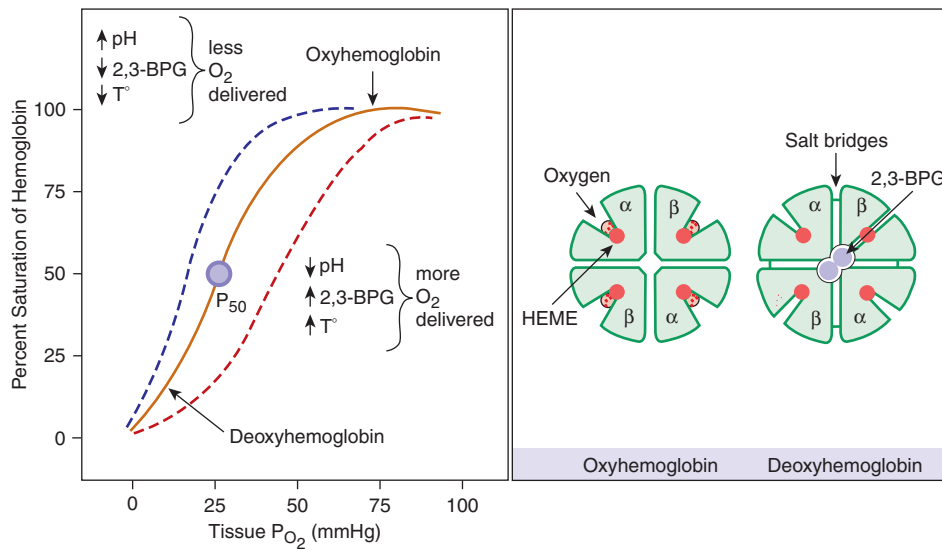 ↑ pH
↓ 2,3-BPG
↓ T°
less
O₂
delivered
Oxyhemoglobin
Percent Saturation of Hemoglobin
100
75
50
25
0
P₅₀
↓ pH
↑ 2,3-BPG
↑ T°
more
O₂
delivered
Deoxyhemoglobin
0 25 50 75 100
Tissue P O₂ (mmHg)
Salt bridges
Oxygen
2,3-BPG
α β
α β
HEME
β α
β α
Oxyhemoglobin
Deoxyhemoglobin